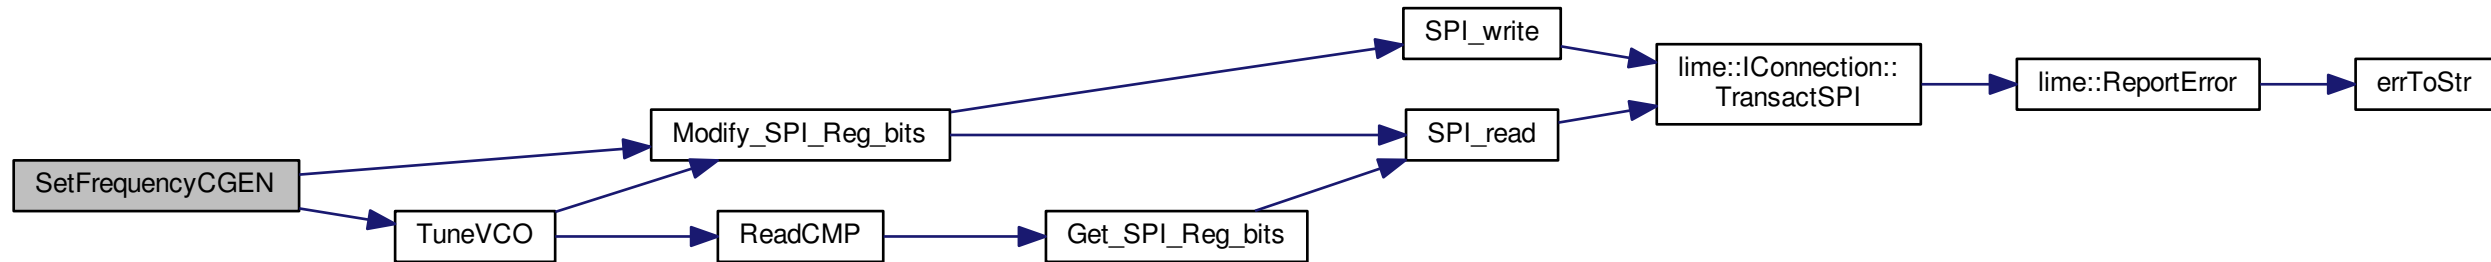 SPI_write
lime::IConnection::
TransactSPI
lime::ReportError
errToStr
Modify_SPI_Reg_bits
SPI_read
SetFrequencyCGEN
TuneVCO
ReadCMP
Get_SPI_Reg_bits